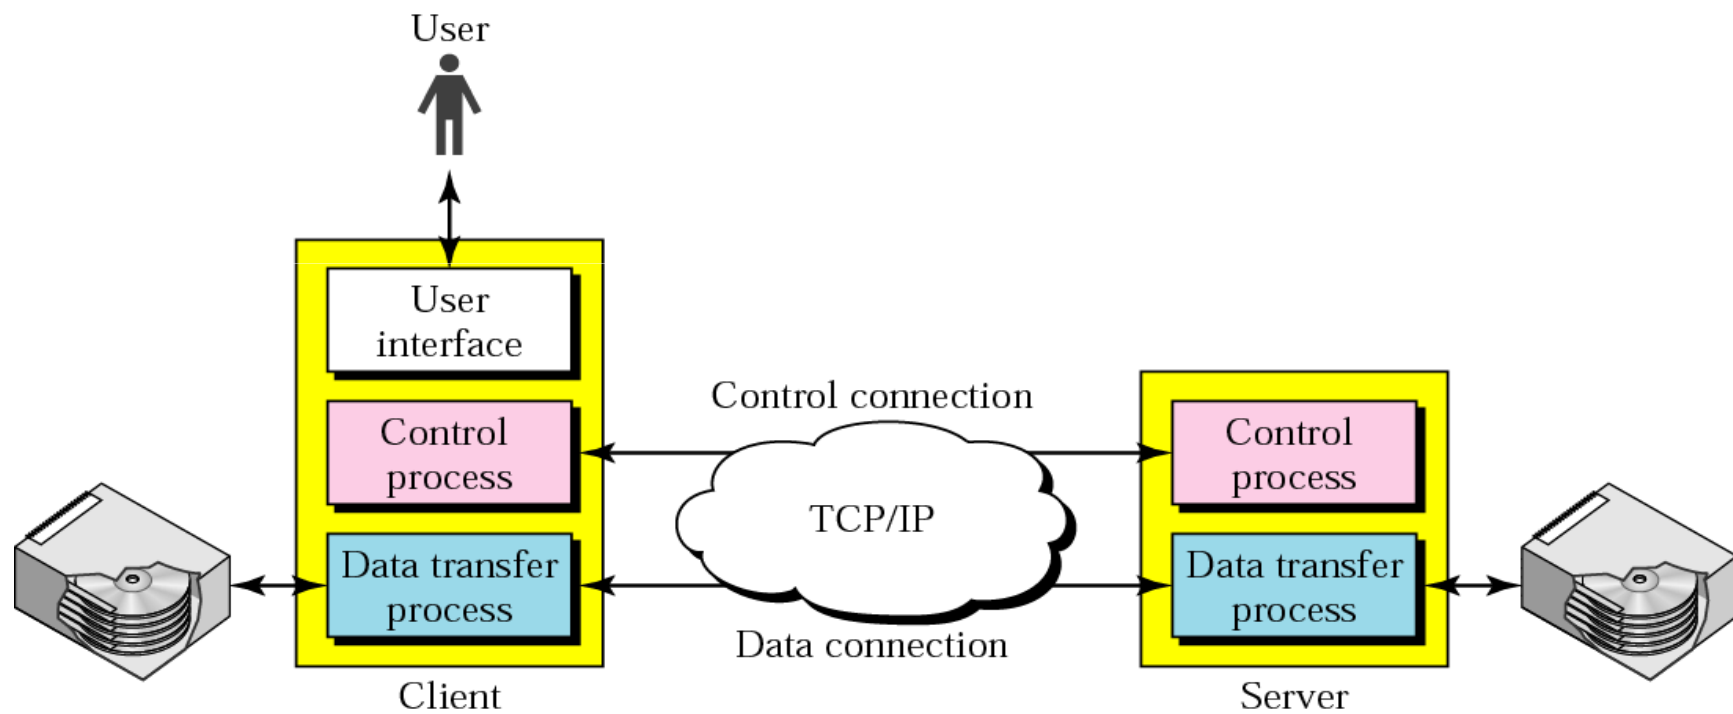 User
User
interface
Control connection
Control
process
Control
process
TCP/IP
Data transfer
process
Data transfer
process
Data connection
Client
Server